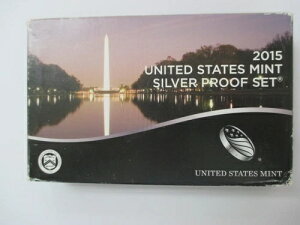 2015
UNITED STATES MINT
SILVER PROOF SET®
UNITED STATES MINT